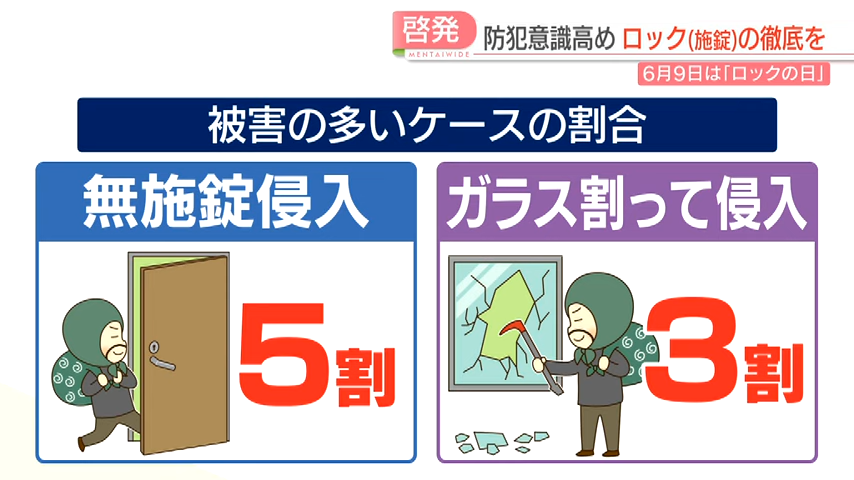 啓発
MENTAIWIDE
防犯意識高め ロック(施錠)の徹底を
6月9日は「ロックの日」
被害の多いケースの割合
無施錠侵入
5割
ガラス割って侵入
3割